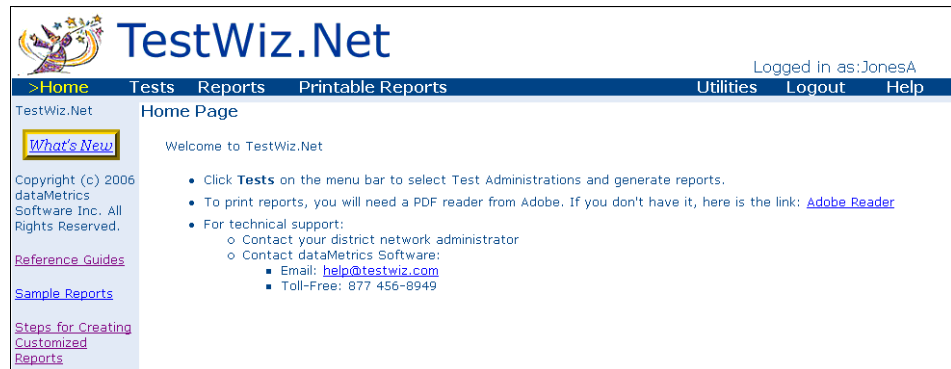 TestWiz.Net
Logged in as:JonesA
>Home Tests Reports Printable Reports Utilities Logout Help
TestWiz.Net
What's New
Copyright (c) 2006
dataMetrics
Software Inc. All
Rights Reserved.
Reference Guides
Sample Reports
Steps for Creating
Customized
Reports
Home Page
Welcome to TestWiz.Net
• Click Tests on the menu bar to select Test Administrations and generate reports.
• To print reports, you will need a PDF reader from Adobe. If you don't have it, here is the link: Adobe Reader
• For technical support:
o Contact your district network administrator
o Contact dataMetrics Software:
▪ Email: help@testwiz.com
▪ Toll-Free: 877 456-8949